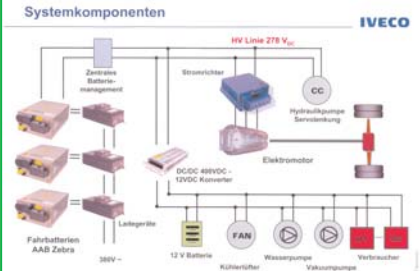 Systemkomponenten
IVECO
HV Linie 278 V DC
Zentrales
Batterie-
management
Stromrichter
CC
Hydraulikpumpe
Servolenkung
Elektromotor
DC/DC 400VDC -
12VDC Konverter
Ladegeräte
Fahrbatterien
AAB Zebra
380V ~
12 V Batterie
FAN
Kühlerlüfter
Wasserpumpe
Vakuumpumpe
Verbraucher